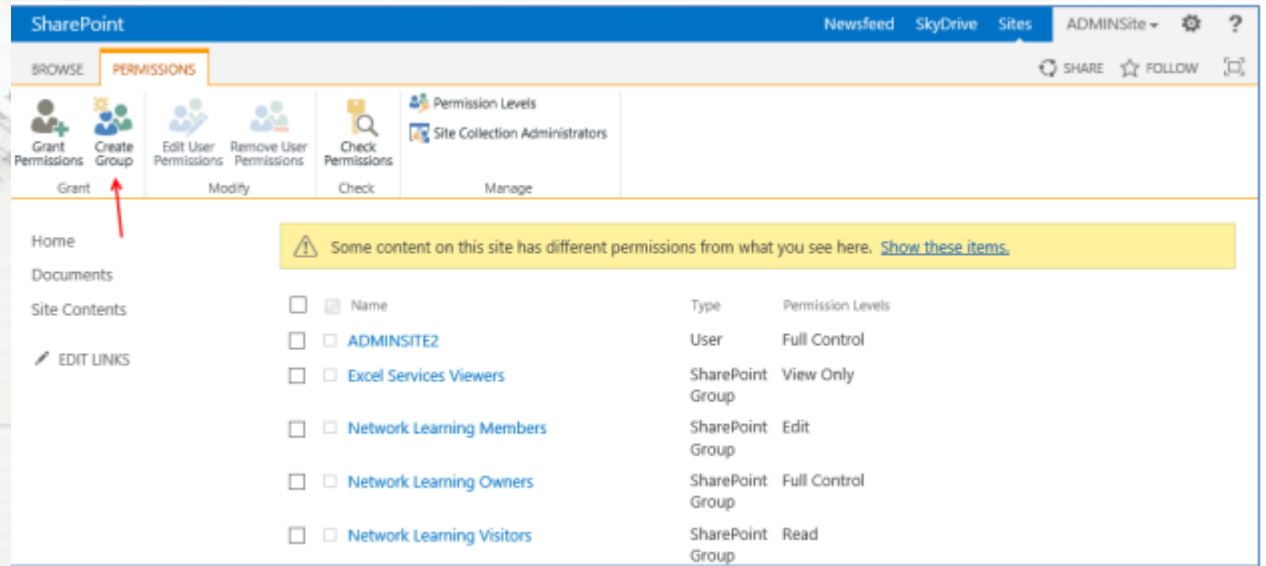 SharePoint Newsfeed SkyDrive Sites ADMINSite ?
BROWSE PERMISSIONS SHARE FOLLOW
Permission Levels
Site Collection Administrators
Grant Permissions
Create Group
Edit User Permissions
Remove User Permissions
Check Permissions
Grant Modify Check Manage
Home
Documents
Site Contents
EDIT LINKS
Some content on this site has different permissions from what you see here. Show these items.
Name Type Permission Levels
ADMINSITE2 User Full Control
Excel Services Viewers SharePoint Group View Only
Network Learning Members SharePoint Group Edit
Network Learning Owners SharePoint Group Full Control
Network Learning Visitors SharePoint Group Read